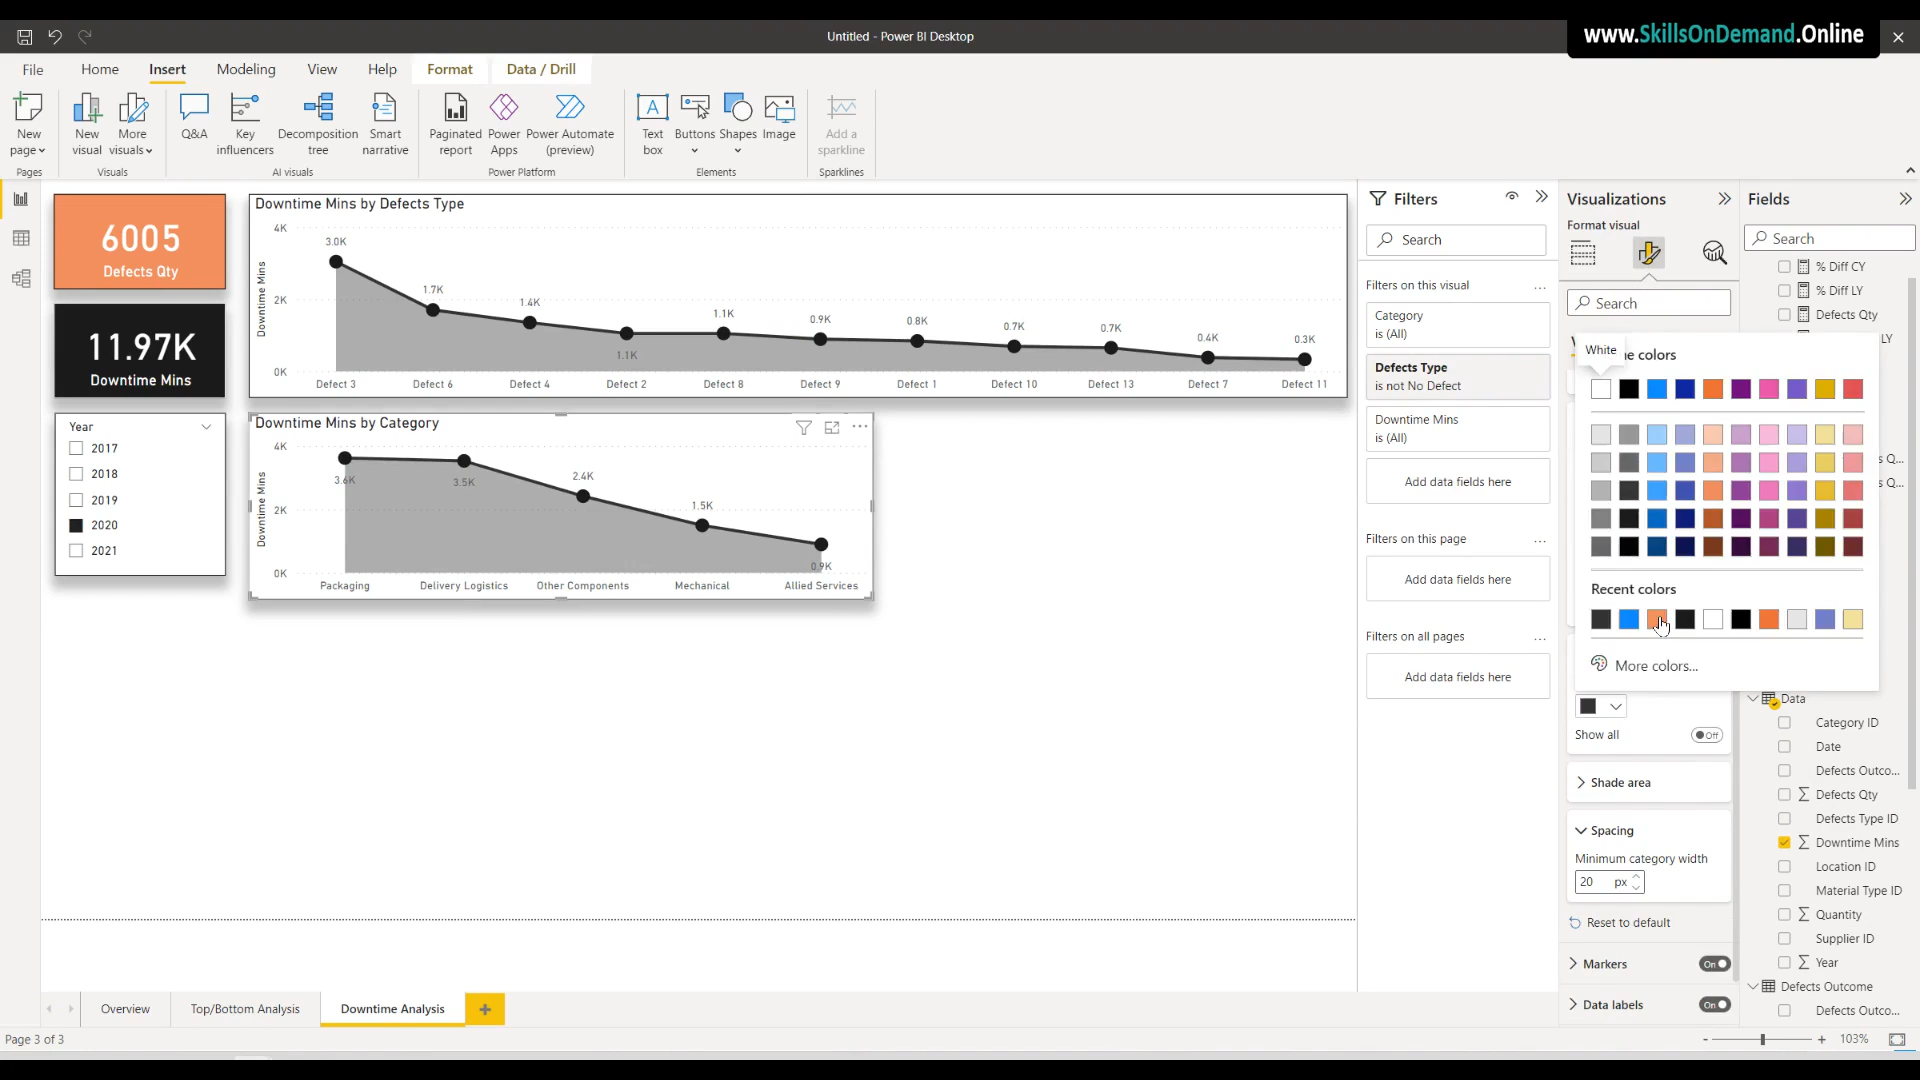 Untitled - Power BI Desktop
www.SkillsOnDemand.Online
File Home Insert Modeling View Help Format Data / Drill
New page
New visual
More visuals
Q&A
Key influencers
Decomposition tree
Smart narrative
Paginated report
Power Apps
Power Automate (preview)
Text box
Buttons
Shapes
Image
Add a sparkline
Pages Visuals AI visuals Power Platform Elements Sparklines
6005
Defects Qty
11.97K
Downtime Mins
Year
2017
2018
2019
2020
2021
Downtime Mins by Defects Type
Downtime Mins
4K
2K
0K
3.0K 1.7K 1.4K 1.1K 1.1K 0.9K 0.8K 0.7K 0.7K 0.4K 0.3K
Defect 3 Defect 6 Defect 4 Defect 2 Defect 8 Defect 9 Defect 1 Defect 10 Defect 13 Defect 7 Defect 11
Downtime Mins by Category
Downtime Mins
4K
2K
0K
3.6K 3.5K 2.4K 1.5K 0.9K
Packaging Delivery Logistics Other Components Mechanical Allied Services
Filters
Search
Filters on this visual
Category
is (All)
Defects Type
is not No Defect
Downtime Mins
is (All)
Add data fields here
Filters on this page
Add data fields here
Filters on all pages
Add data fields here
Visualizations
Format visual
Search
White
e colors
Recent colors
More colors...
Show all
Off
Shade area
Spacing
Minimum category width
20 px
Reset to default
Markers On
Data labels On
Fields
Search
% Diff CY
% Diff LY
Defects Qty
LY
s Q...
s Q...
Data
Category ID
Date
Defects Outco...
Defects Qty
Defects Type ID
Downtime Mins
Location ID
Material Type ID
Quantity
Supplier ID
Year
Defects Outcome
Defects Outco...
Overview Top/Bottom Analysis Downtime Analysis
Page 3 of 3
- + 103%